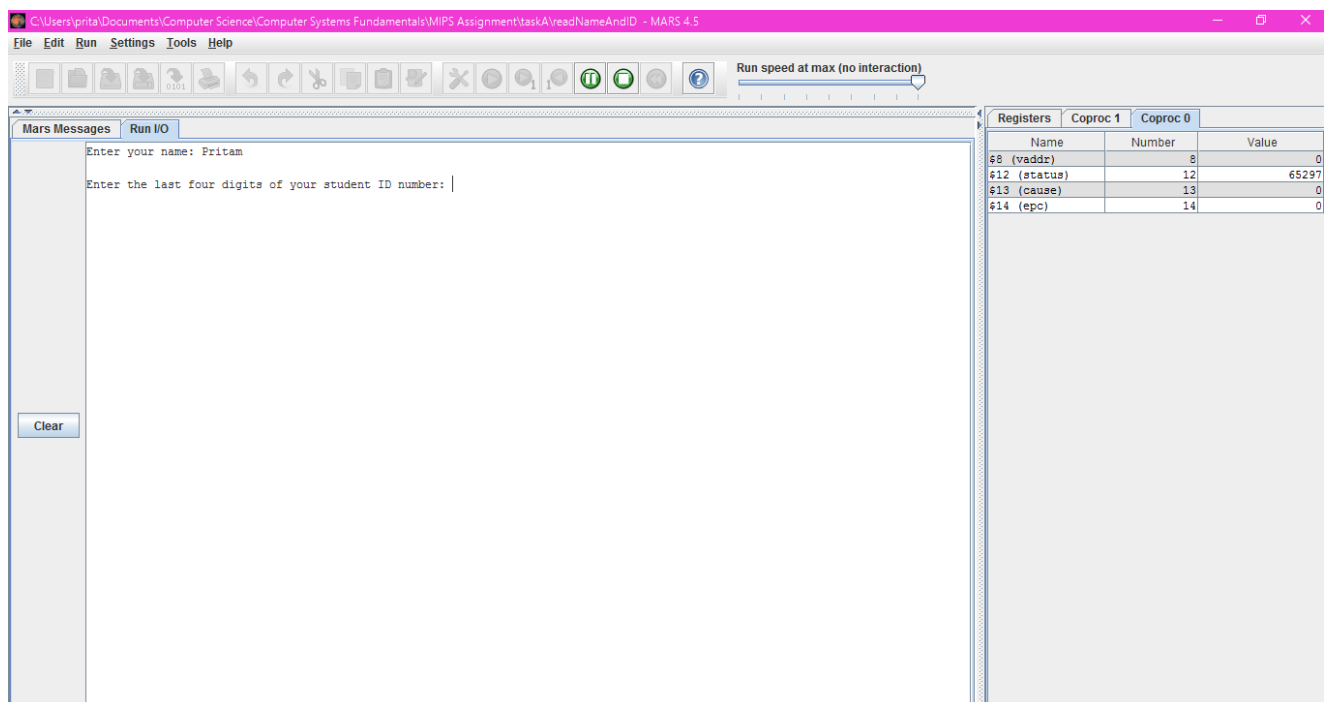 C:\Users\prita\Documents\Computer Science\Computer Systems Fundamentals\MIPS Assignment\taskA\readNameAndID - MARS 4.5
File Edit Run Settings Tools Help
Run speed at max (no interaction)
Mars Messages Run I/O
Enter your name: Pritam
Enter the last four digits of your student ID number:
Clear
Registers Coproc 1 Coproc 0
Name Number Value
$8 (vaddr) 8 0
$12 (status) 12 65297
$13 (cause) 13 0
$14 (epc) 14 0